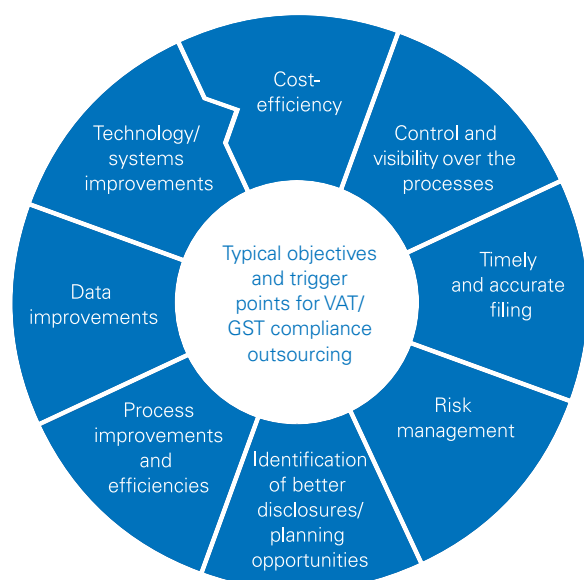 Cost-
efficiency
Control and
visibility over the
processes
Timely
and accurate
filing
Risk
management
Identification
of better
disclosures/
planning
opportunities
Process
improvements
and
efficiencies
Data
improvements
Technology/
systems
improvements
Typical objectives
and trigger
points for VAT/
GST compliance
outsourcing